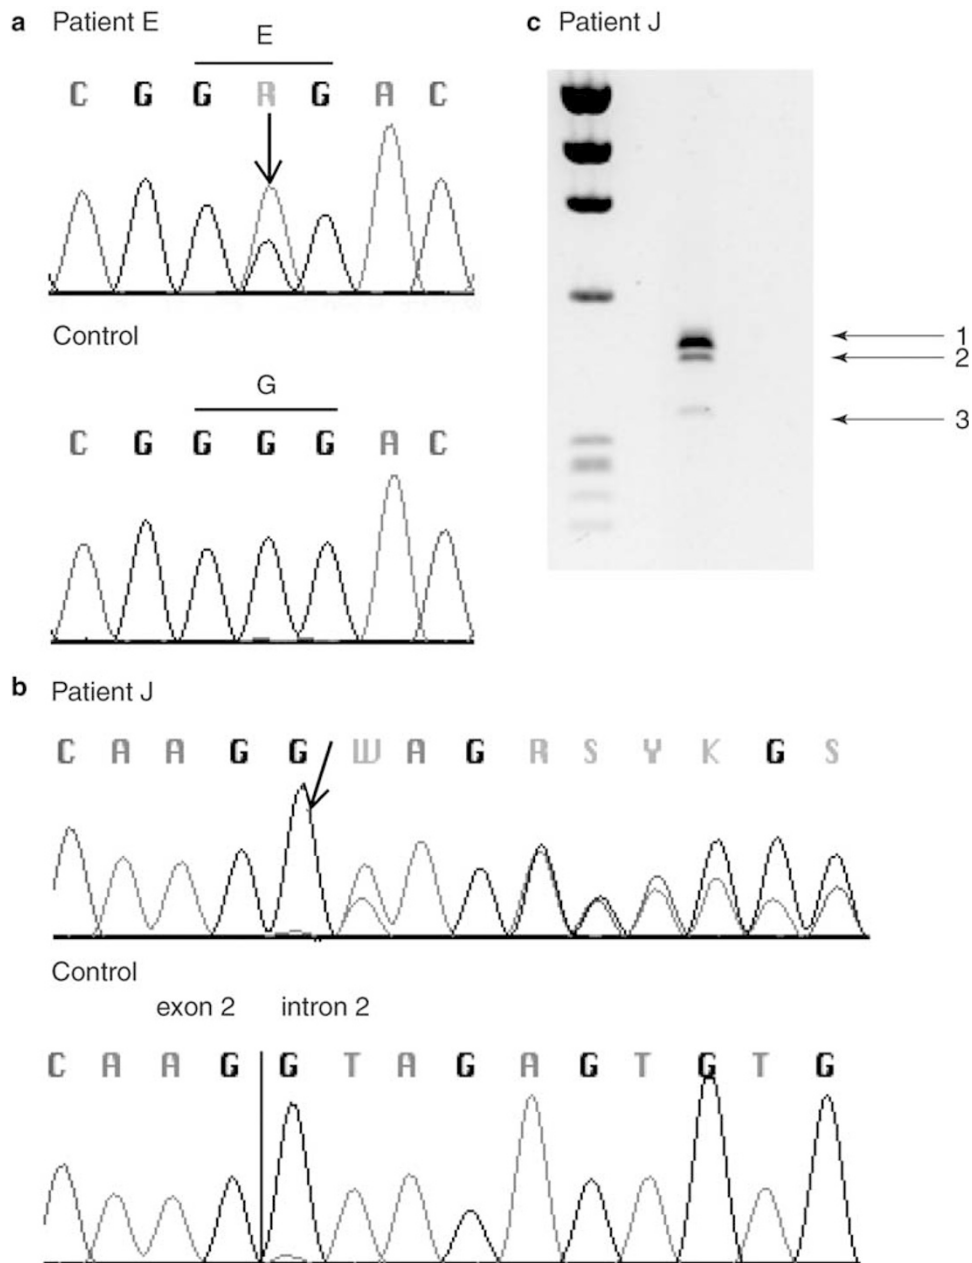 a Patient E
E
C G G R G A C
Control
G
C G G G G A C
b Patient J
C A A G G W A G R S Y K G S
Control
exon 2 intron 2
C A A G G T A G A G T G T G
c Patient J
1
2
3